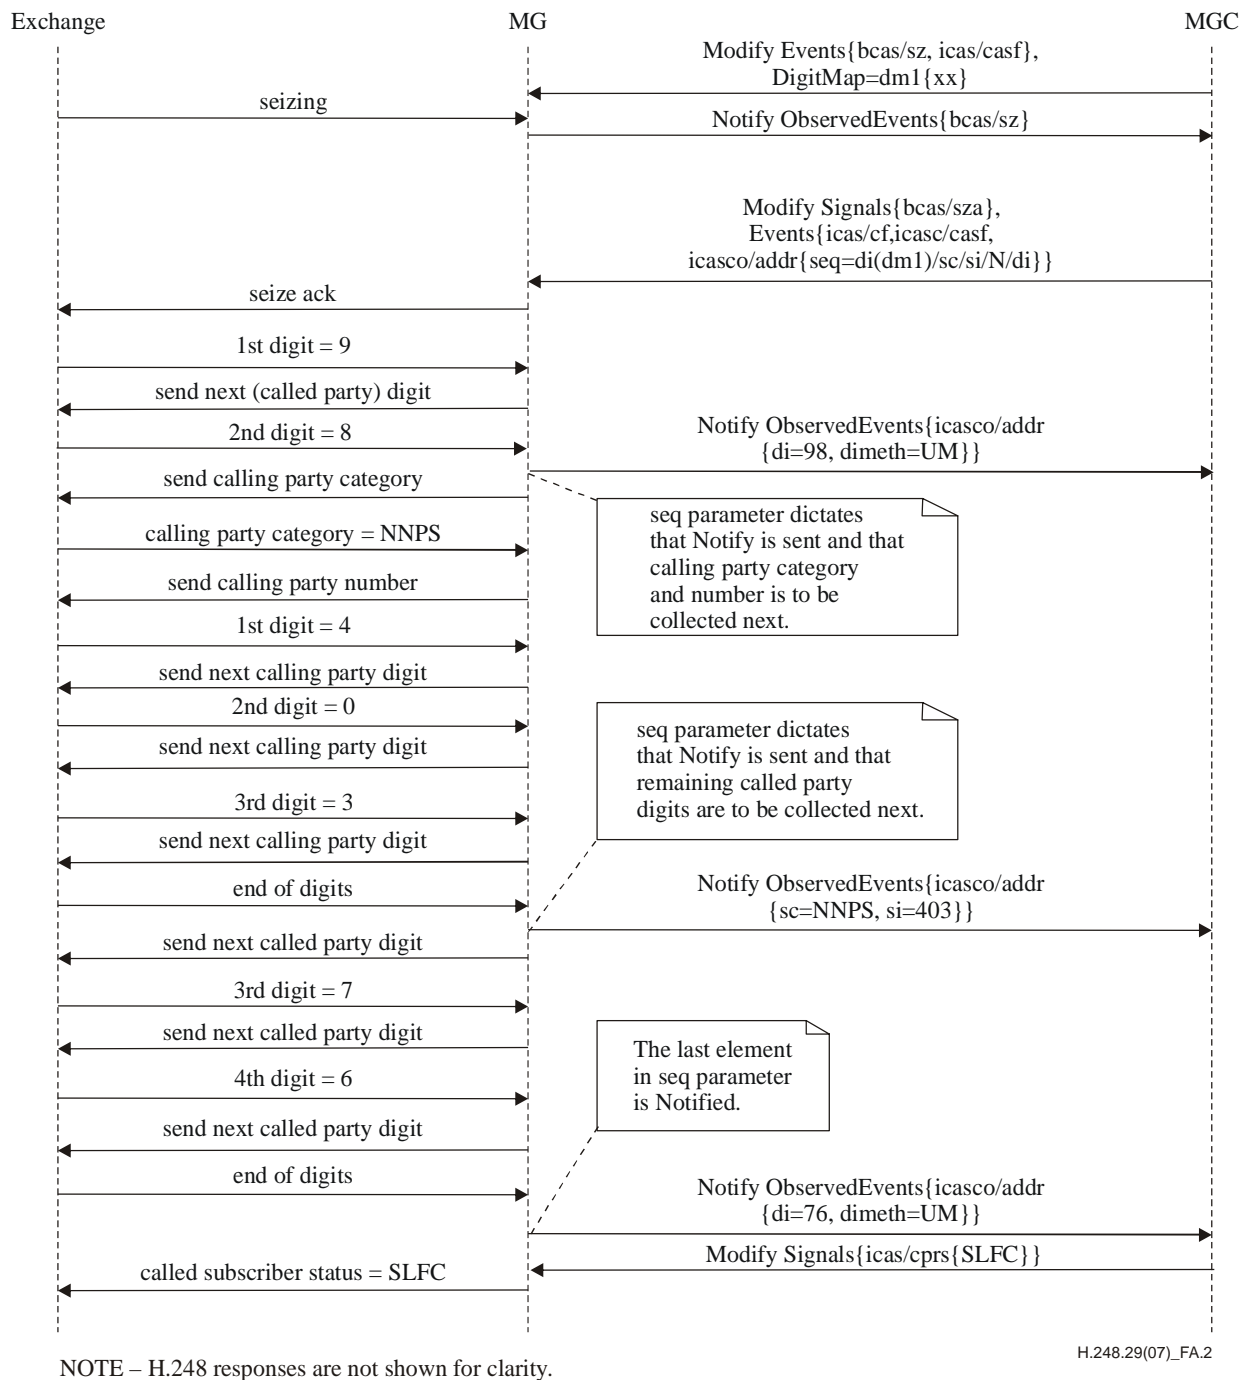 Exchange
MG
MGC
Modify Events{bcas/sz, icas/casf},
DigitMap=dm1{xx}
seizing
Notify ObservedEvents{bcas/sz}
Modify Signals{bcas/sza},
Events{icas/cf,icasc/casf,
icasco/addr{seq=di(dm1)/sc/si/N/di}}
seize ack
1st digit = 9
send next (called party) digit
2nd digit = 8
Notify ObservedEvents{icasco/addr
{di=98, dimeth=UM}}
send calling party category
seq parameter dictates
that Notify is sent and that
calling party category
and number is to be
collected next.
calling party category = NNPS
send calling party number
1st digit = 4
send next calling party digit
2nd digit = 0
send next calling party digit
seq parameter dictates
that Notify is sent and that
remaining called party
digits are to be collected next.
3rd digit = 3
send next calling party digit
end of digits
Notify ObservedEvents{icasco/addr
{sc=NNPS, si=403}}
send next called party digit
3rd digit = 7
send next called party digit
The last element
in seq parameter
is Notified.
4th digit = 6
send next called party digit
end of digits
Notify ObservedEvents{icasco/addr
{di=76, dimeth=UM}}
Modify Signals{icas/cprs{SLFC}}
called subscriber status = SLFC
H.248.29(07)_FA.2
NOTE – H.248 responses are not shown for clarity.